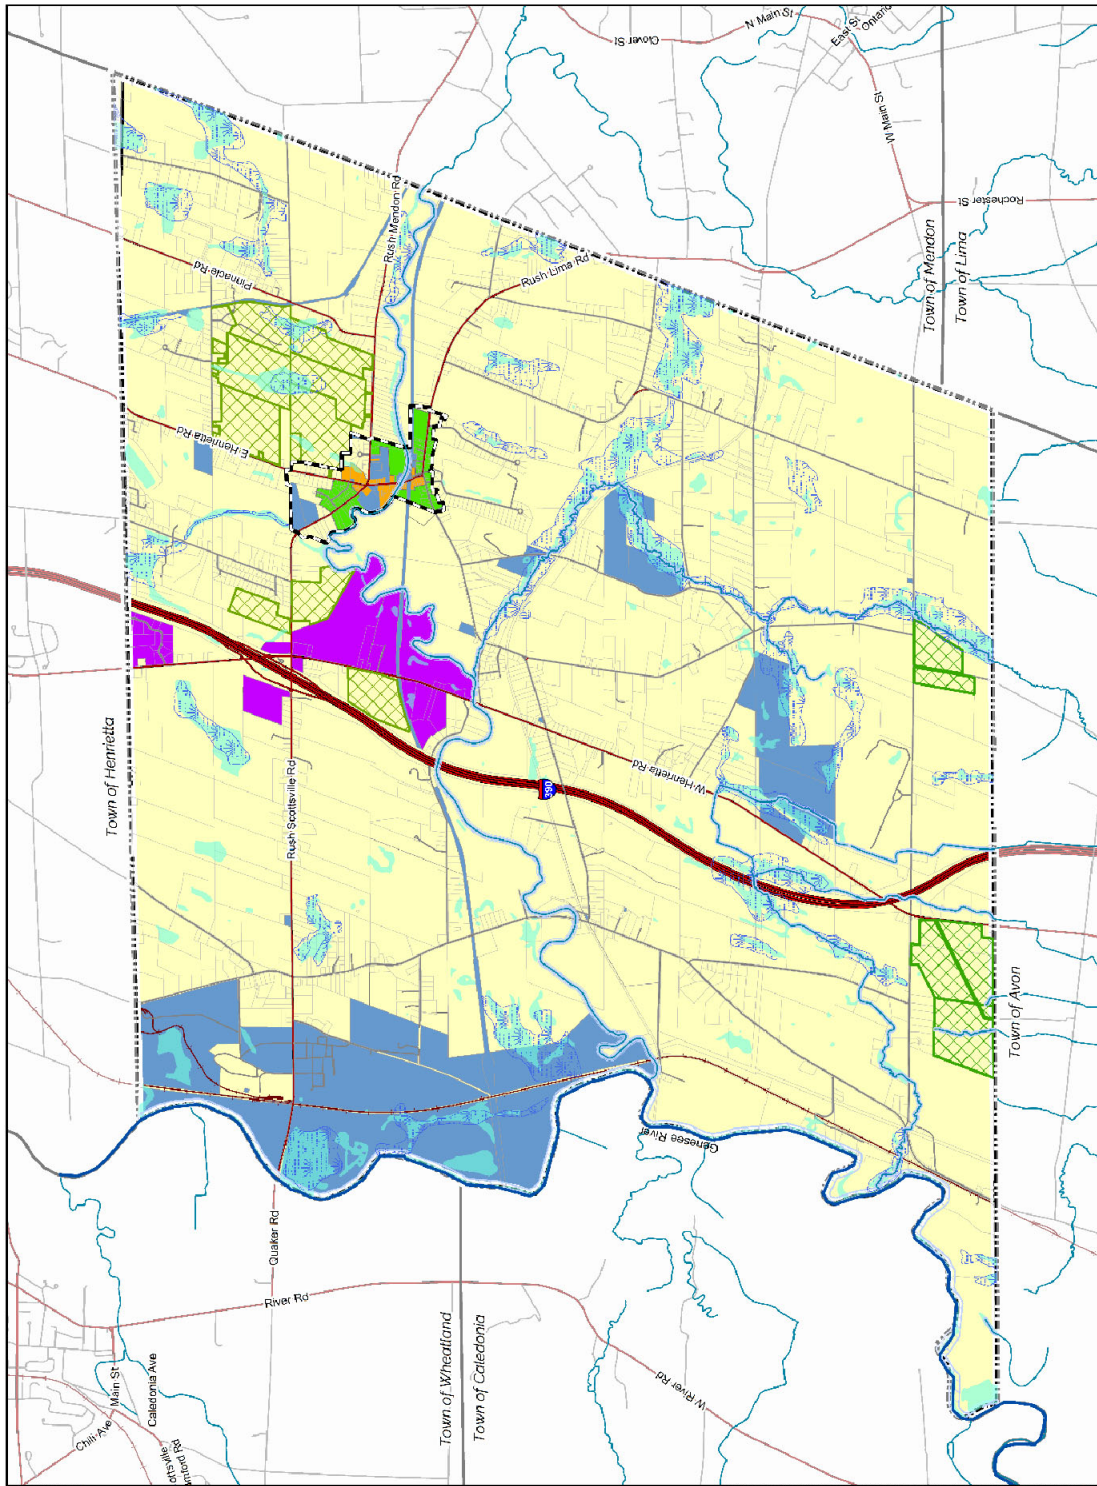 N Main St
East St
Ontario
Clover St
W Main St
Rochester St
Town of Mendon
Town of Lima
Rush Mendon Rd
Rush Lima Rd
Pinnacle Rd
E Henrietta Rd
Town of Henrietta
Rush Scottsville Rd
W Henrietta Rd
390
Town of Avon
Genesee River
Quaker Rd
River Rd
Town of Wheatland
Town of Caledonia
W River Rd
Main St
Caledonia Ave
Chili Ave
ottsville
mford Rd